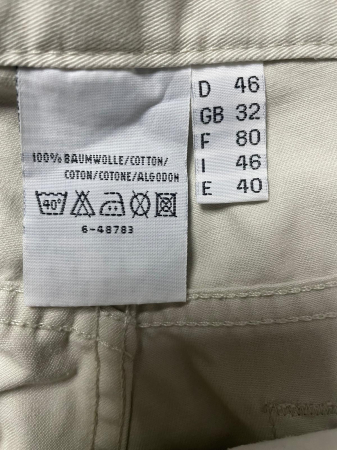 100% BAUMWOLLE/COTTON/
COTON/COTONE/ALGODON
40°
6-48783
D 46
GB 32
F 80
I 46
E 40